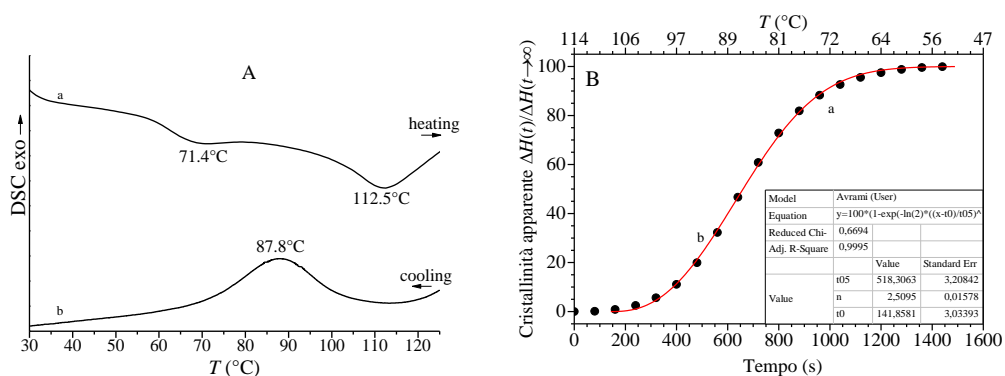 A
a
heating
71.4°C
112.5°C
87.8°C
cooling
b
DSC exo →
30 40 50 60 70 80 90 100 110 120
T (°C)
T (°C)
114 106 97 89 81 72 64 56 47
B
100
80
60
40
20
0
Cristallinità apparente ΔH(t)/ΔH(t→∞)
a
b
Model Avrami (User)
Equation y=100*(1-exp(-ln(2)*((x-t0)/t05)^
Reduced Chi- 0,6694
Adj. R-Square 0,9995
Value Standard Err
t05 518,3063 3,20842
Value n 2,5095 0,01578
t0 141,8581 3,03393
0 200 400 600 800 1000 1200 1400 1600
Tempo (s)